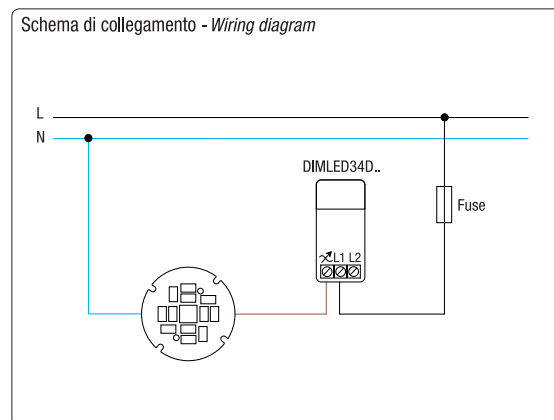 Schema di collegamento - Wiring diagram
L
N
DIMLED34D..
Fuse
L1 L2